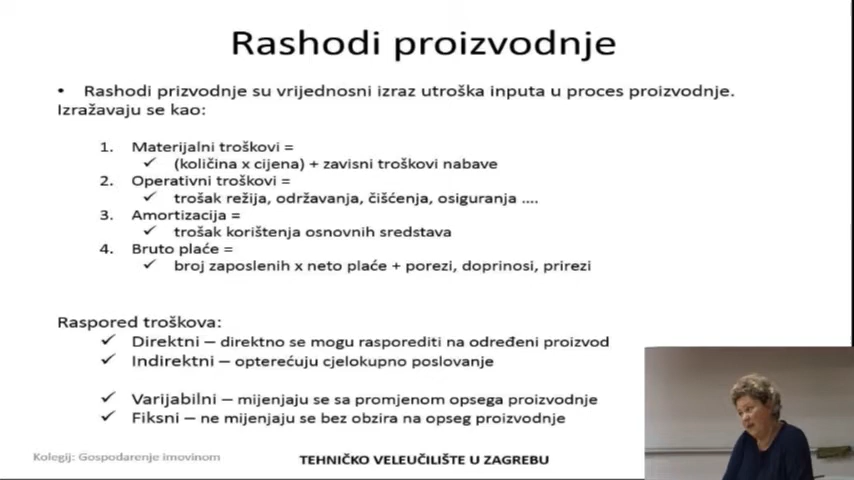 Rashodi proizvodnje
• Rashodi prizvodnje su vrijednosni izraz utroška inputa u proces proizvodnje.
Izražavaju se kao:
1. Materijalni troškovi =
✓ (količina x cijena) + zavisni troškovi nabave
2. Operativni troškovi =
✓ trošak režija, održavanja, čišćenja, osiguranja ....
3. Amortizacija =
✓ trošak korištenja osnovnih sredstava
4. Bruto plaće =
✓ broj zaposlenih x neto plaće + porezi, doprinosi, prirezi
Raspored troškova:
✓ Direktni – direktno se mogu rasporediti na određeni proizvod
✓ Indirektni – opterećuju cjelokupno poslovanje
✓ Varijabilni – mijenjaju se sa promjenom opsega proizvodnje
✓ Fiksni – ne mijenjaju se bez obzira na opseg proizvodnje
Kolegij: Gospodarenje imovinom
TEHNIČKO VELEUČILIŠTE U ZAGREBU